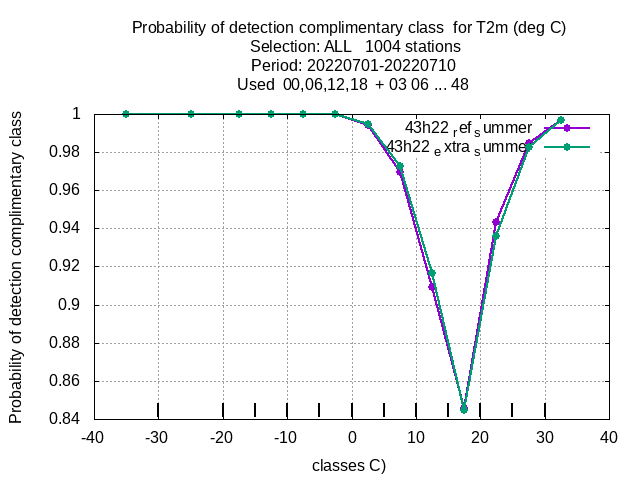 Probability of detection complimentary class  for T2m (deg C)
Selection: ALL   1004 stations
Period: 20220701-20220710
Used  00,06,12,18  + 03 06 ... 48
Probability of detection complimentary class
1
0.98
0.96
0.94
0.92
0.9
0.88
0.86
0.84
43h22 ref summer
43h22 extra summer
-40 -30 -20 -10 0 10 20 30 40
classes C)